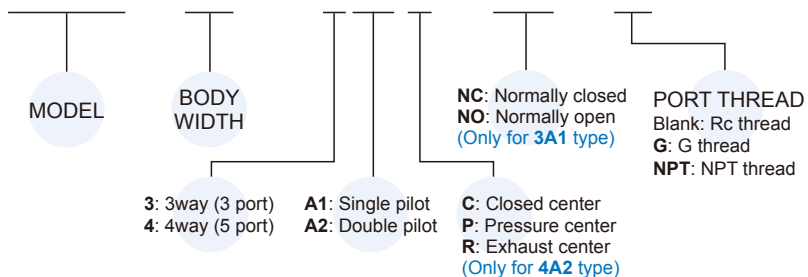 MODEL
BODY
WIDTH
NC: Normally closed
NO: Normally open
(Only for 3A1 type)
PORT THREAD
Blank: Rc thread
G: G thread
NPT: NPT thread
3: 3way (3 port)
4: 4way (5 port)
A1: Single pilot
A2: Double pilot
C: Closed center
P: Pressure center
R: Exhaust center
(Only for 4A2 type)